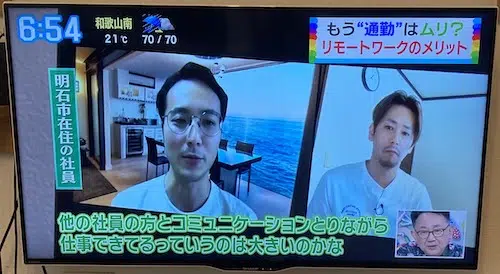 6:54
和歌山南
21℃
70/70
もう“通勤”はムリ?
リモートワークのメリット
明石市在住の社員
他の社員の方とコミュニケーションとりながら
仕事できてるっていうのは大きいのかな